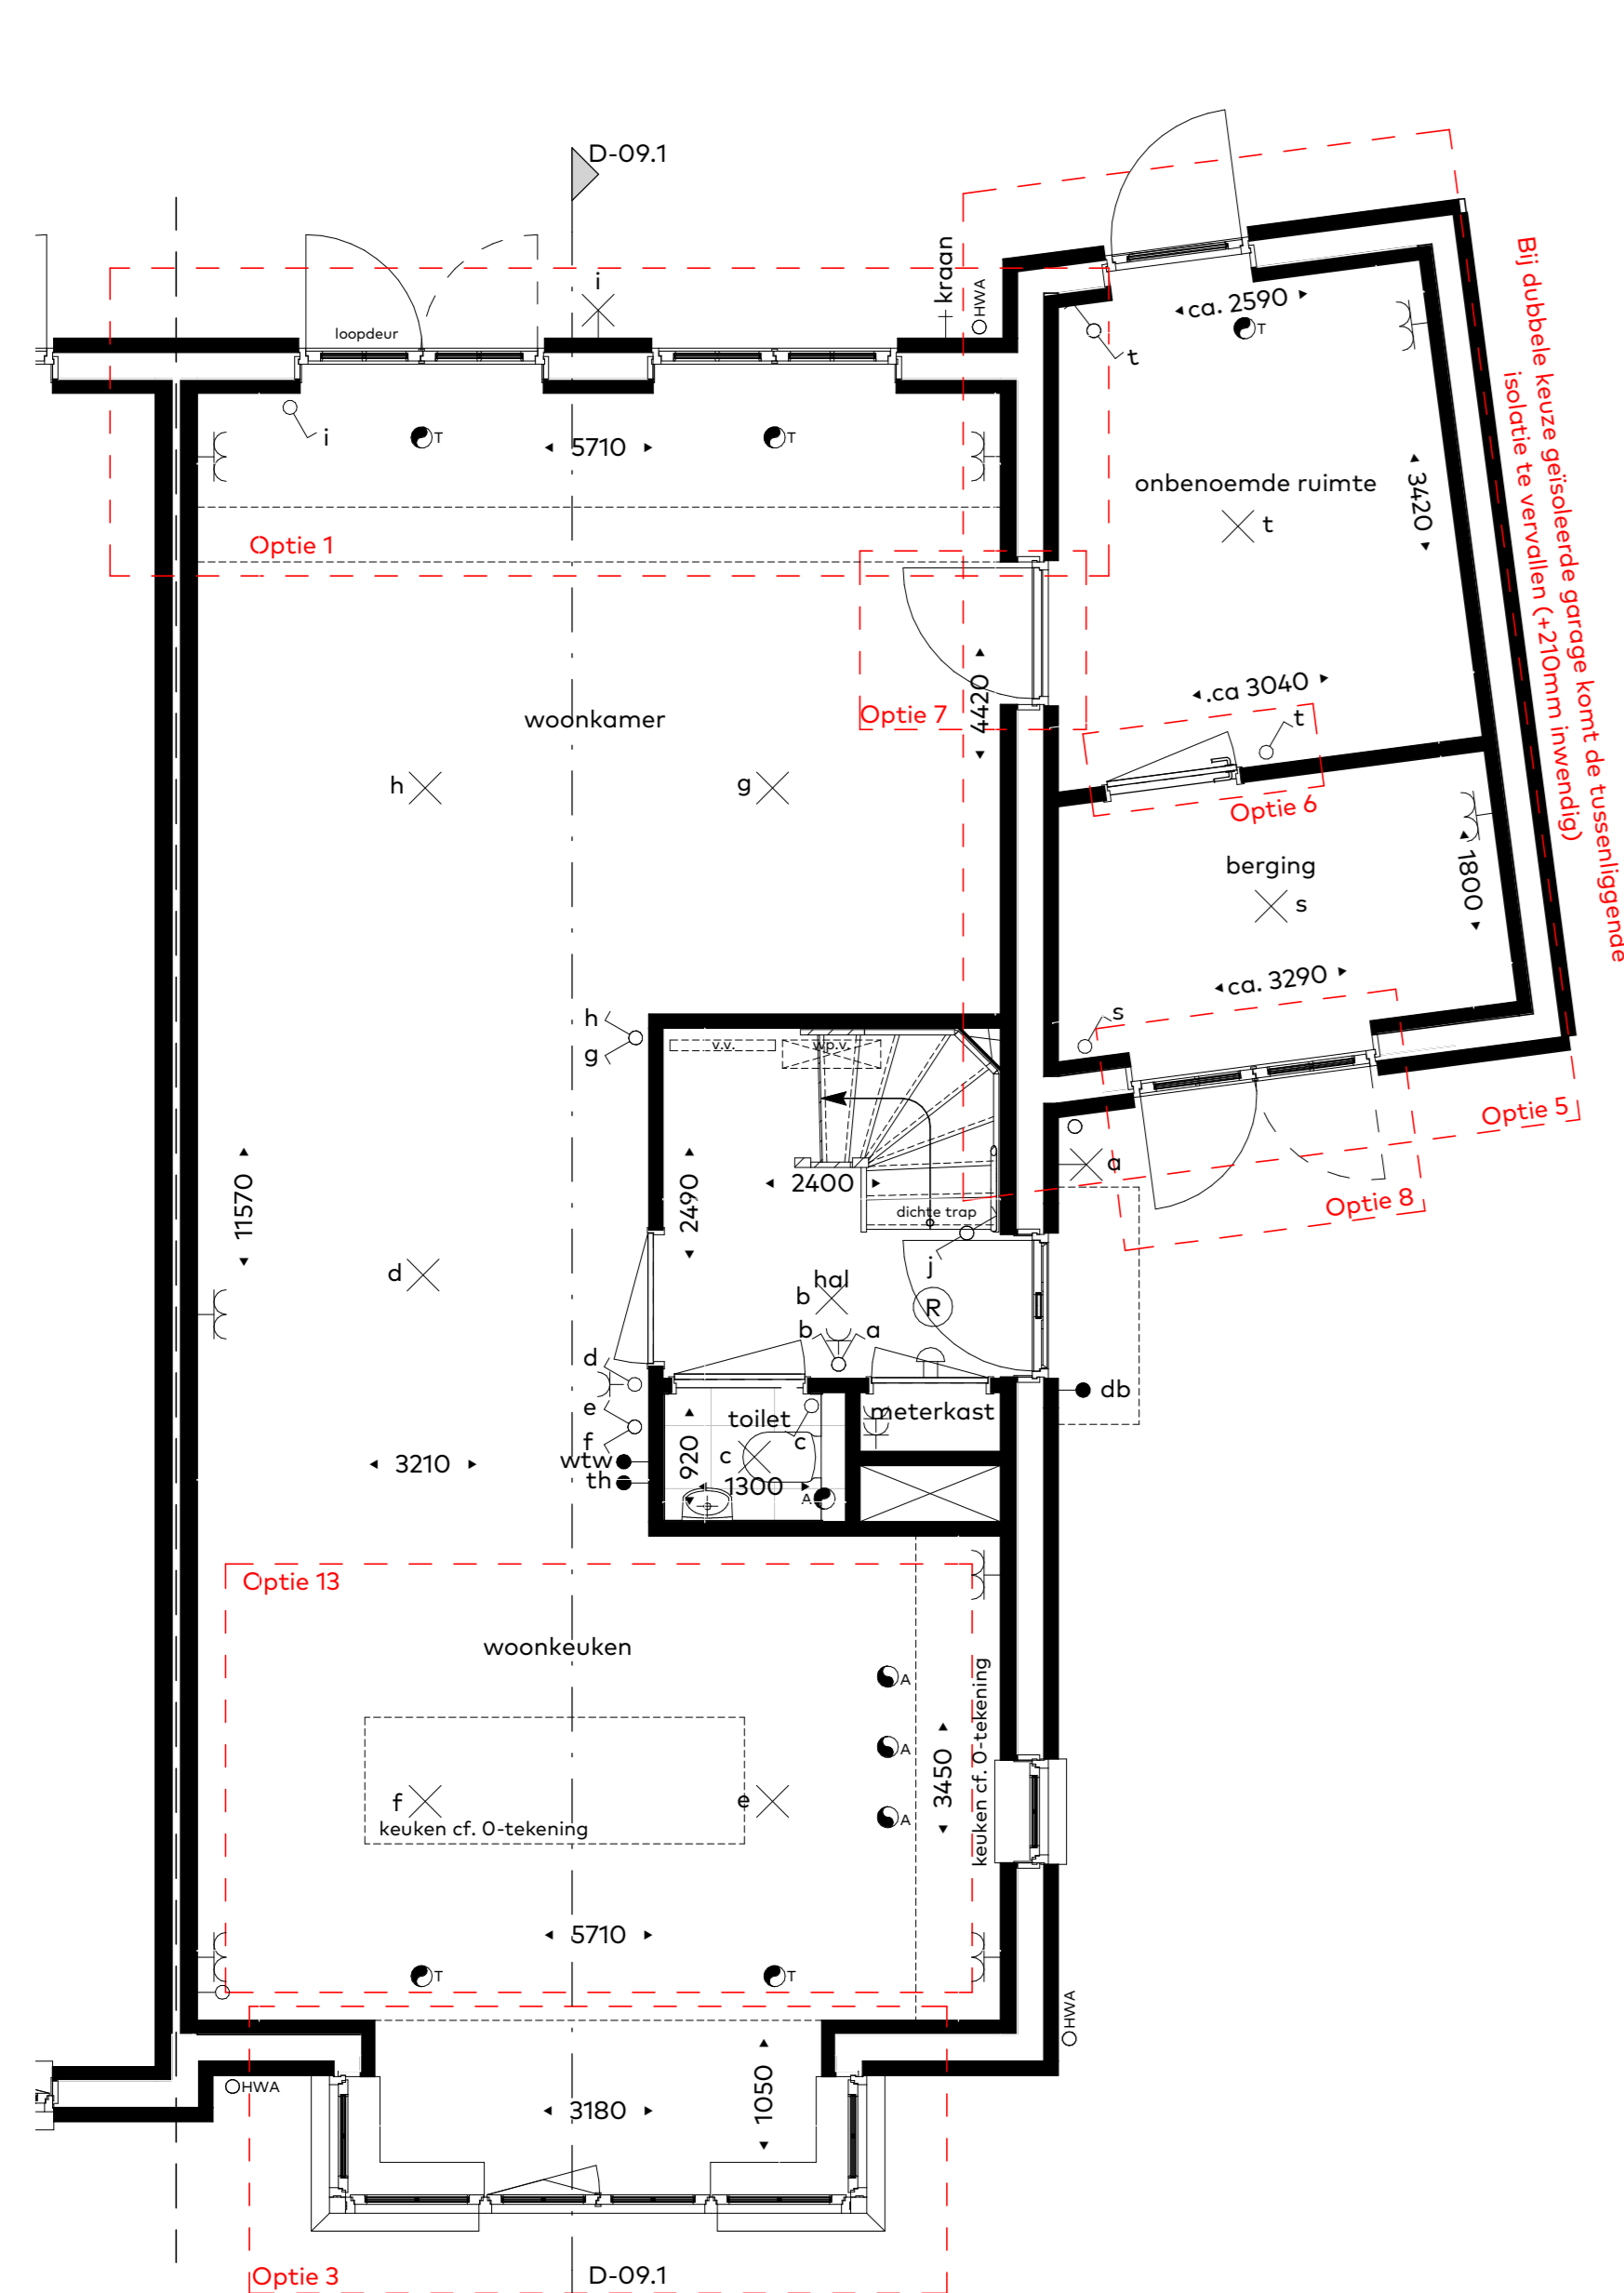 D-09.1
kraan
HWA
i
loopdeur
ca. 2590
T
t
i
T
5710
T
onbenoemde ruimte
t
3420
Bij dubbele keuze geïsoleerde garage komt de tussenliggende
isolatie te vervallen (+210mm inwendig)
Optie 1
woonkamer
Optie 7
4420
.ca 3040
t
h
g
Optie 6
berging
s
1800
ca. 3290
h
g
s
v.v.
wp.v.
Optie 5
a
11570
2490
2400
dichte trap
Optie 8
d
j
hal
b
R
b
a
d
db
e
toilet
meterkast
f
c
c
920
3210
wtw
th
1300
A
Optie 13
woonkeuken
A
keuken cf. 0-tekening
A
3450
f
e
keuken cf. 0-tekening
A
5710
T
T
HWA
HWA
1050
3180
Optie 3
D-09.1